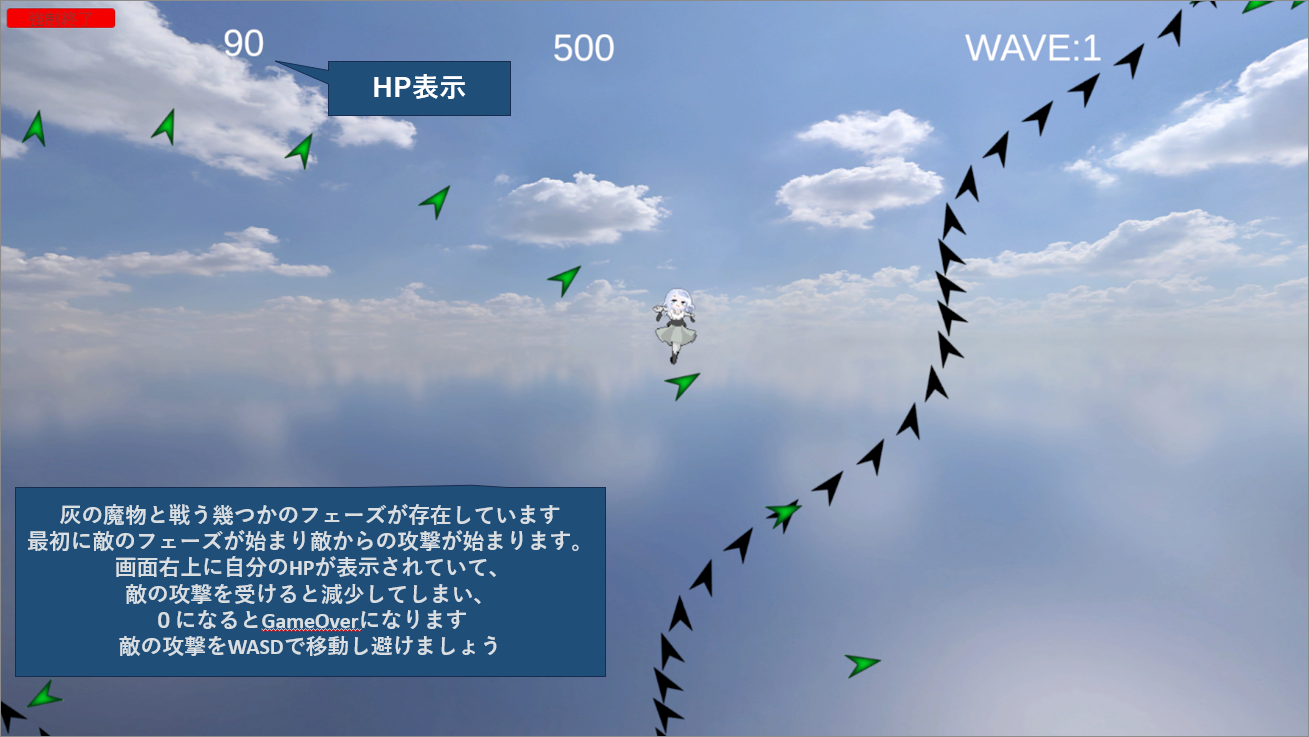 90
500
WAVE:1
HP表示
灰の魔物と戦う幾つかのフェーズが存在しています
最初に敵のフェーズが始まり敵からの攻撃が始まります。
画面右上に自分のHPが表示されていて、
敵の攻撃を受けると減少してしまい、
０になるとGameOverになります
敵の攻撃をWASDで移動し避けましょう